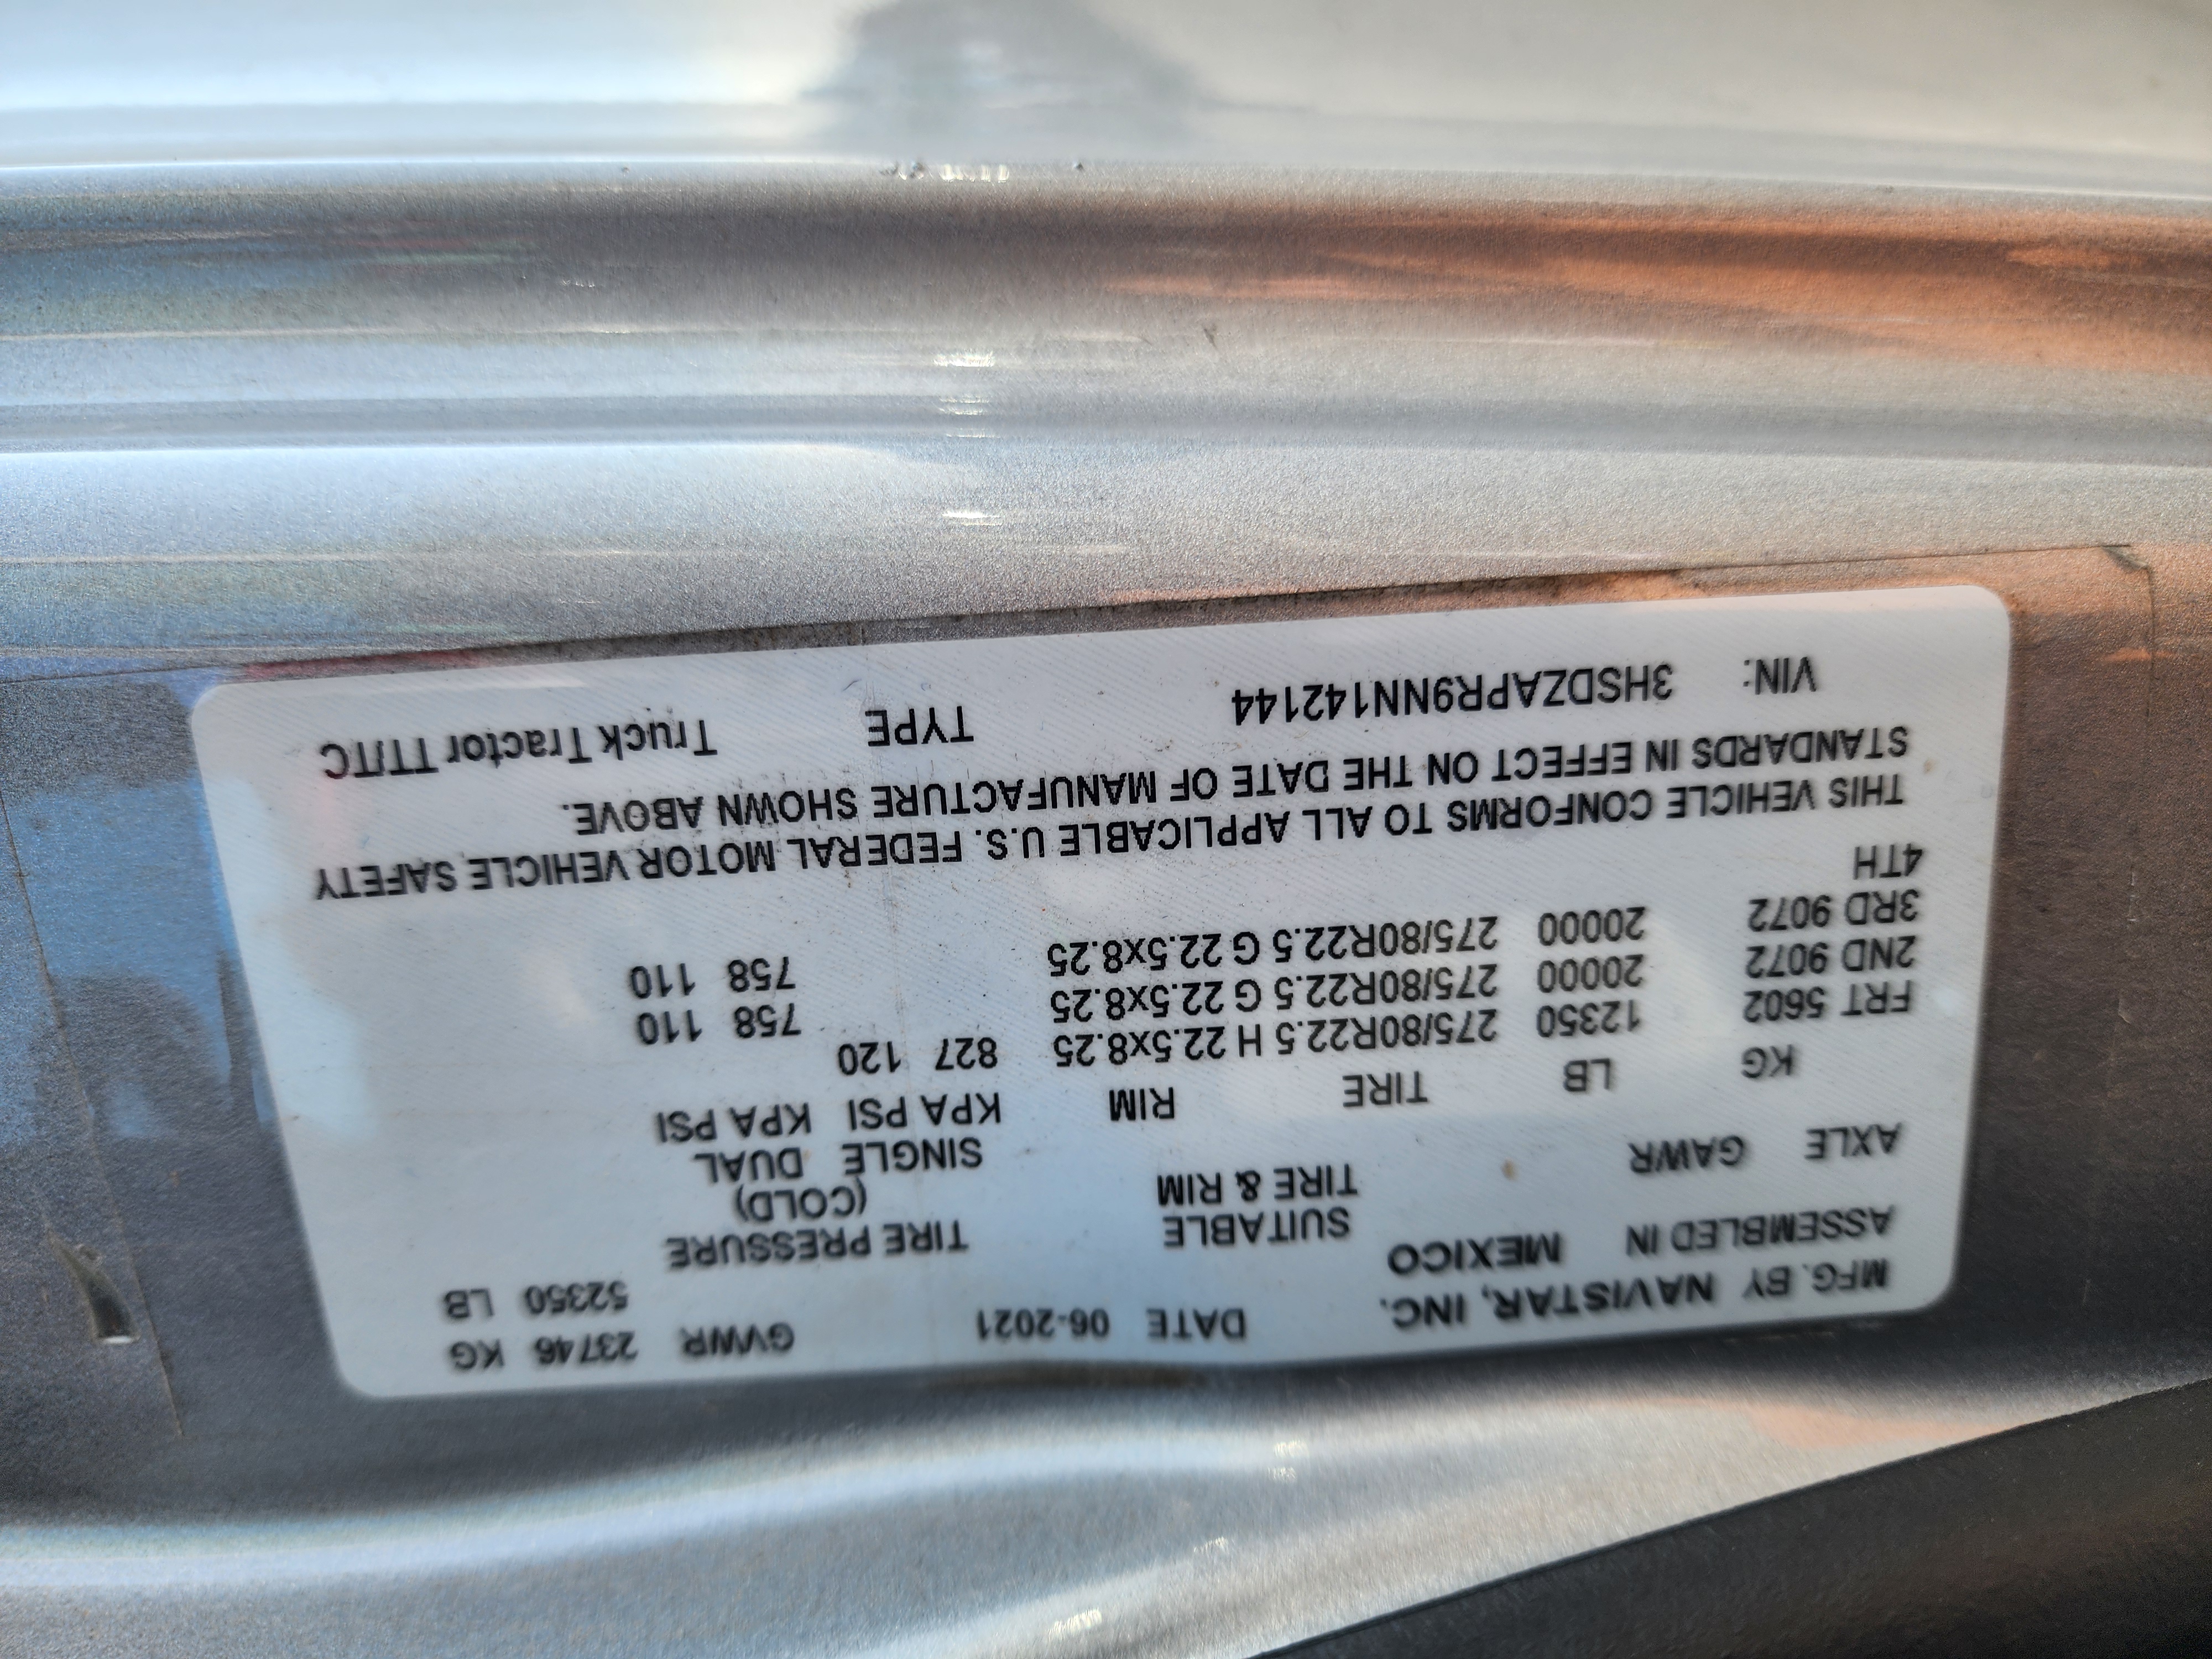 MFG. BY NAVISTAR, INC. DATE 06-2021 GVWR 23746 KG
ASSEMBLED IN MEXICO 52350 LB
SUITABLE TIRE PRESSURE
AXLE GAWR TIRE & RIM (COLD)
SINGLE DUAL
KG LB TIRE RIM KPA PSI KPA PSI
FRT 5602 12350 275/80R22.5 H 22.5x8.25 827 120
2ND 9072 20000 275/80R22.5 G 22.5x8.25 758 110
3RD 9072 20000 275/80R22.5 G 22.5x8.25 758 110
4TH
THIS VEHICLE CONFORMS TO ALL APPLICABLE U.S. FEDERAL MOTOR VEHICLE SAFETY
STANDARDS IN EFFECT ON THE DATE OF MANUFACTURE SHOWN ABOVE.
VIN: 3HSDZAPR9NN142144 TYPE Truck Tractor TT/TC